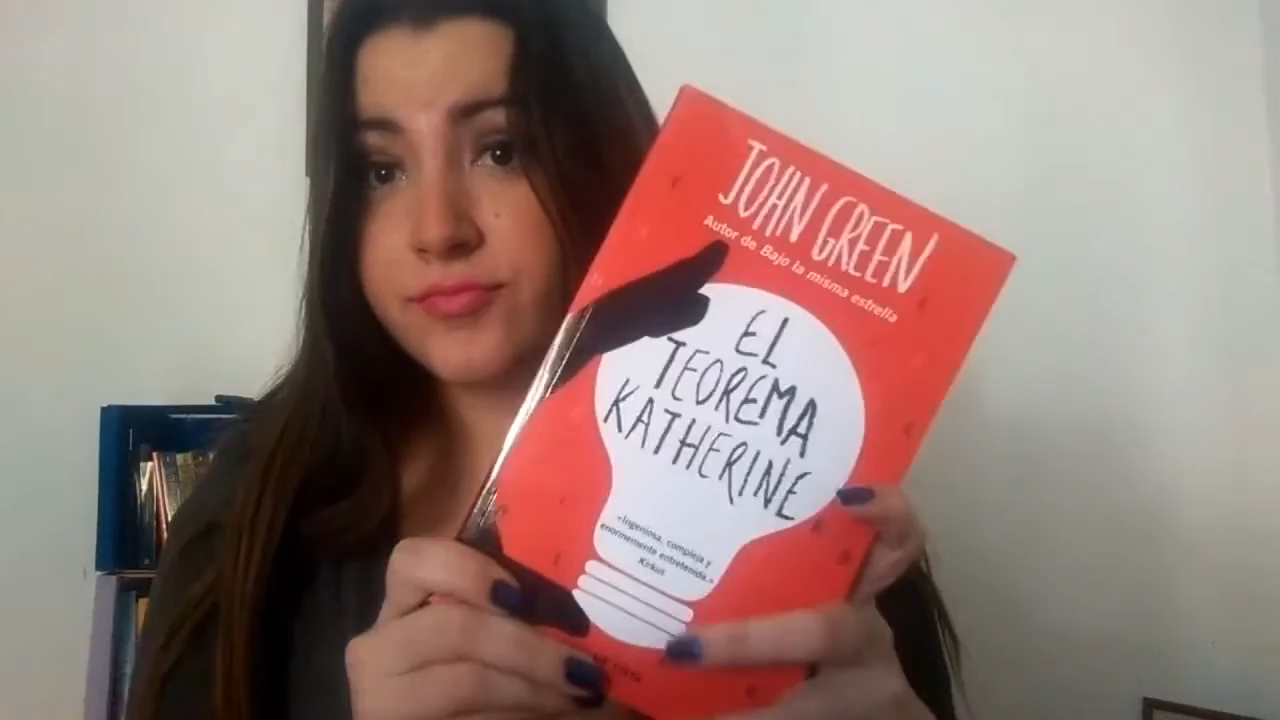 JOHN GREEN
Autor de Bajo la misma estrella
EL
TEOREMA
KATHERINE
«Ingeniosa, compleja y
enormemente entretenida.»
Kirkus